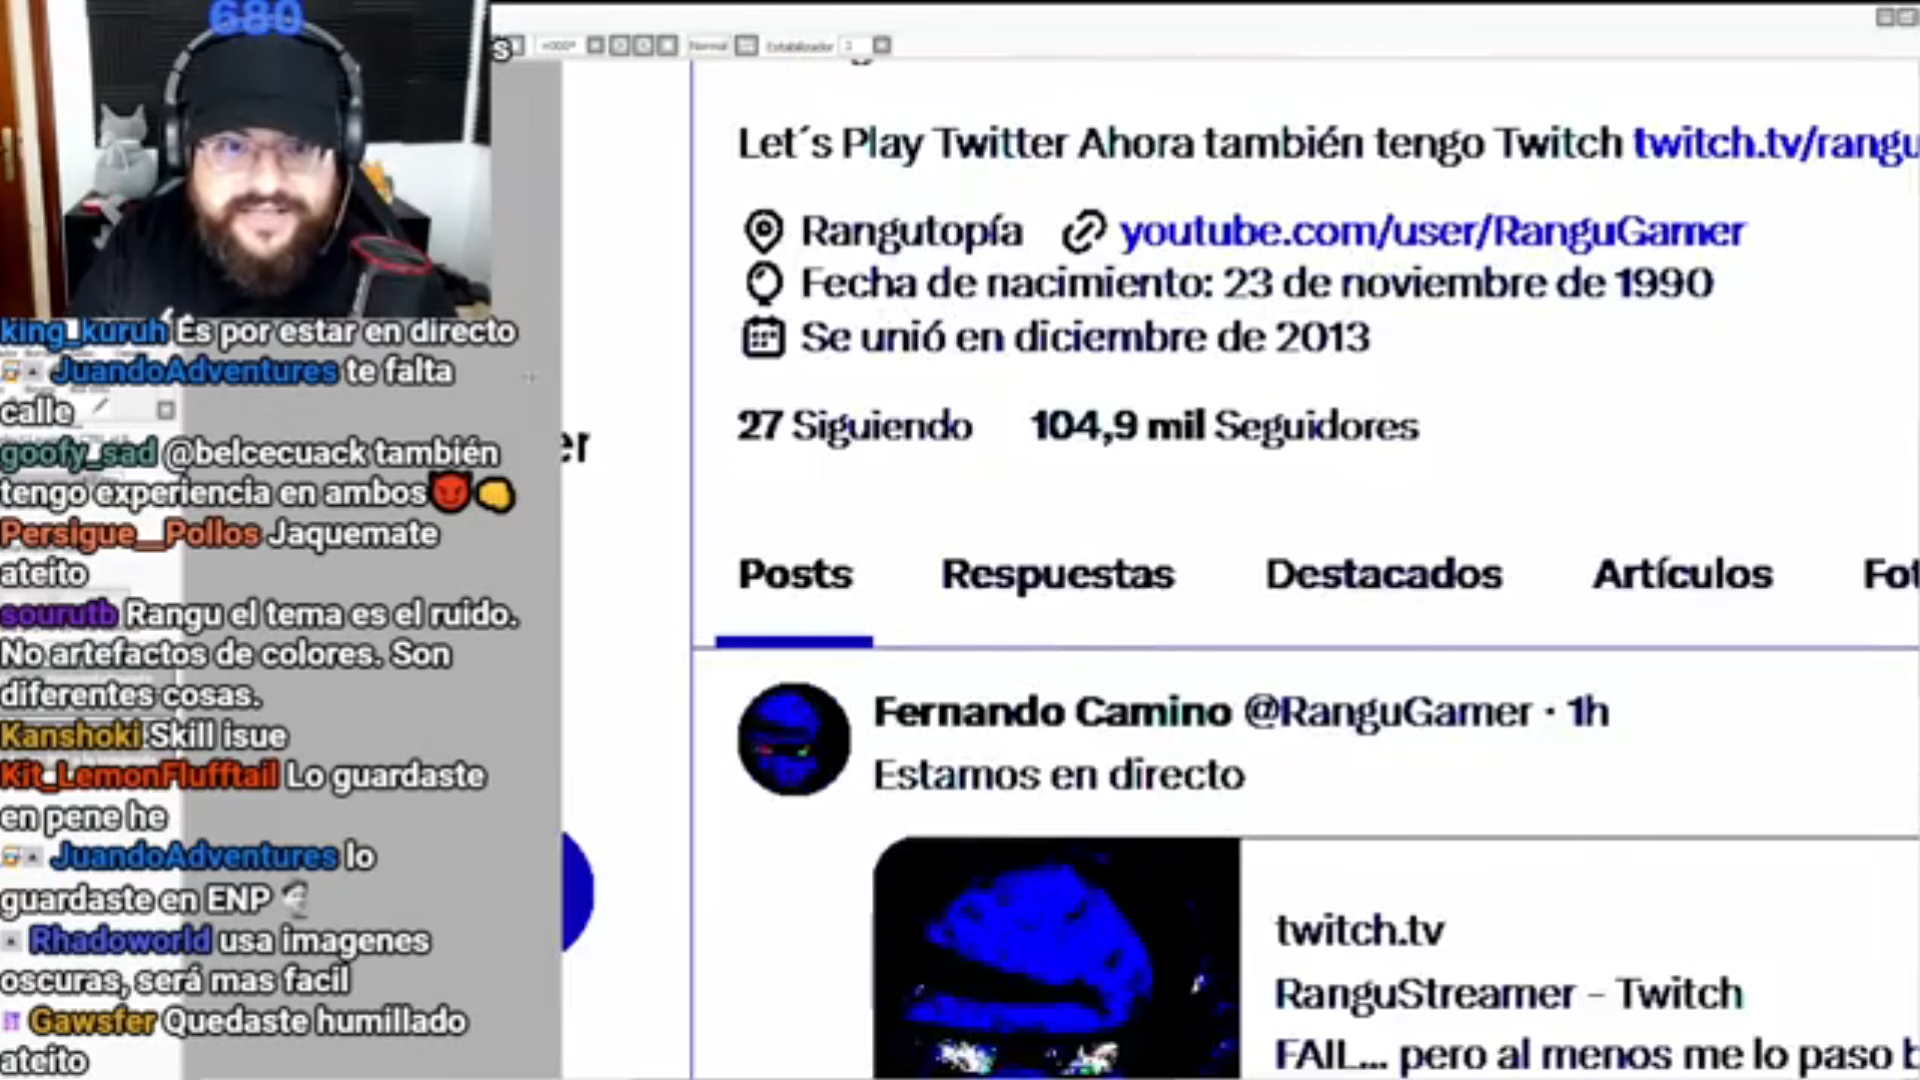 680
Normal Estabilizador 3
Let´s Play Twitter Ahora también tengo Twitch twitch.tv/rangu
Rangutopía youtube.com/user/RanguGamer
Fecha de nacimiento: 23 de noviembre de 1990
Se unió en diciembre de 2013
27 Siguiendo 104,9 mil Seguidores
Posts Respuestas Destacados Artículos Fot
Fernando Camino @RanguGamer · 1h
Estamos en directo
twitch.tv
RanguStreamer - Twitch
FAIL... pero al menos me lo paso b
er
king_kuruh Es por estar en directo
JuandoAdventures te falta
calle
goofy_sad @belcecuack también
tengo experiencia en ambos😈👊
Persigue__Pollos Jaquemate
ateito
sourutb Rangu el tema es el ruido.
No artefactos de colores. Son
diferentes cosas.
Kanshoki Skill isue
Kit_LemonFlufftail Lo guardaste
en pene he
JuandoAdventures lo
guardaste en ENP
Rhadoworld usa imagenes
oscuras, será mas facil
Gawsfer Quedaste humillado
ateito